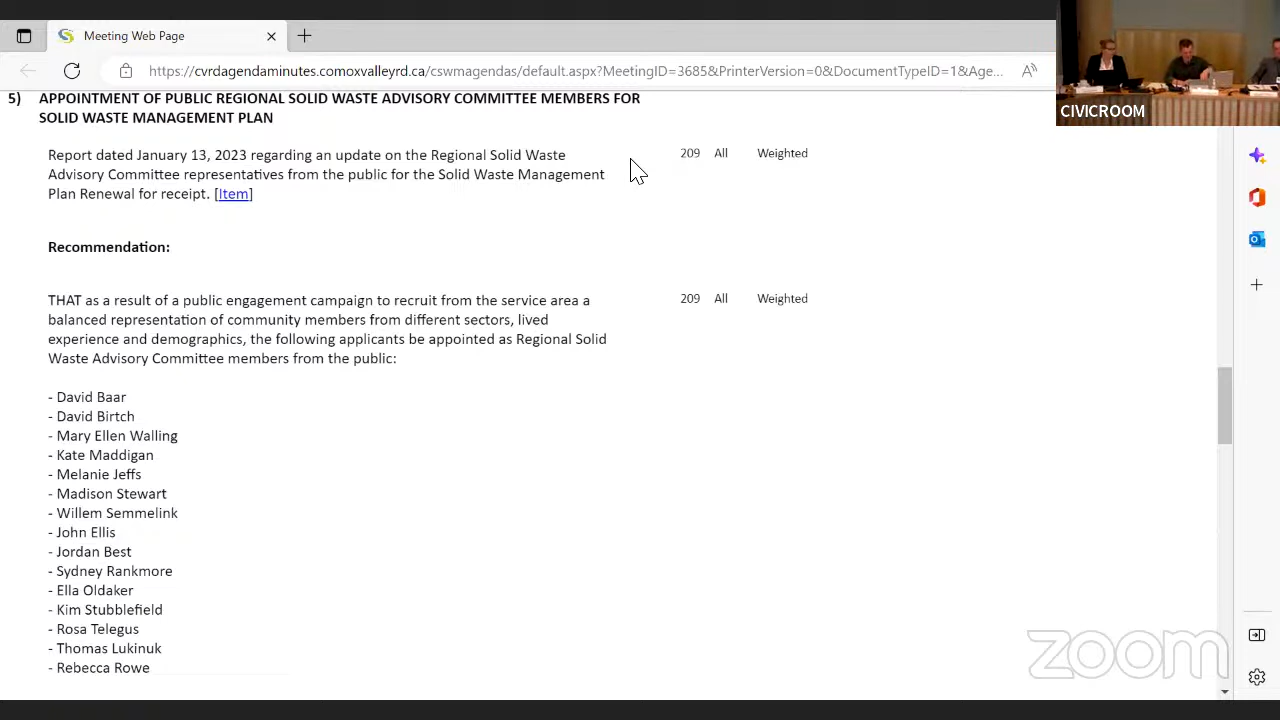 Meeting Web Page
https://cvrdagendaminutes.comoxvalleyrd.ca/cswmagendas/default.aspx?MeetingID=3685&PrinterVersion=0&DocumentTypeID=1&Age...
CIVICROOM
5) APPOINTMENT OF PUBLIC REGIONAL SOLID WASTE ADVISORY COMMITTEE MEMBERS FOR
SOLID WASTE MANAGEMENT PLAN
Report dated January 13, 2023 regarding an update on the Regional Solid Waste 209 All Weighted
Advisory Committee representatives from the public for the Solid Waste Management
Plan Renewal for receipt. [Item]
Recommendation:
THAT as a result of a public engagement campaign to recruit from the service area a 209 All Weighted
balanced representation of community members from different sectors, lived
experience and demographics, the following applicants be appointed as Regional Solid
Waste Advisory Committee members from the public:
- David Baar
- David Birtch
- Mary Ellen Walling
- Kate Maddigan
- Melanie Jeffs
- Madison Stewart
- Willem Semmelink
- John Ellis
- Jordan Best
- Sydney Rankmore
- Ella Oldaker
- Kim Stubblefield
- Rosa Telegus
- Thomas Lukinuk
- Rebecca Rowe
zoom